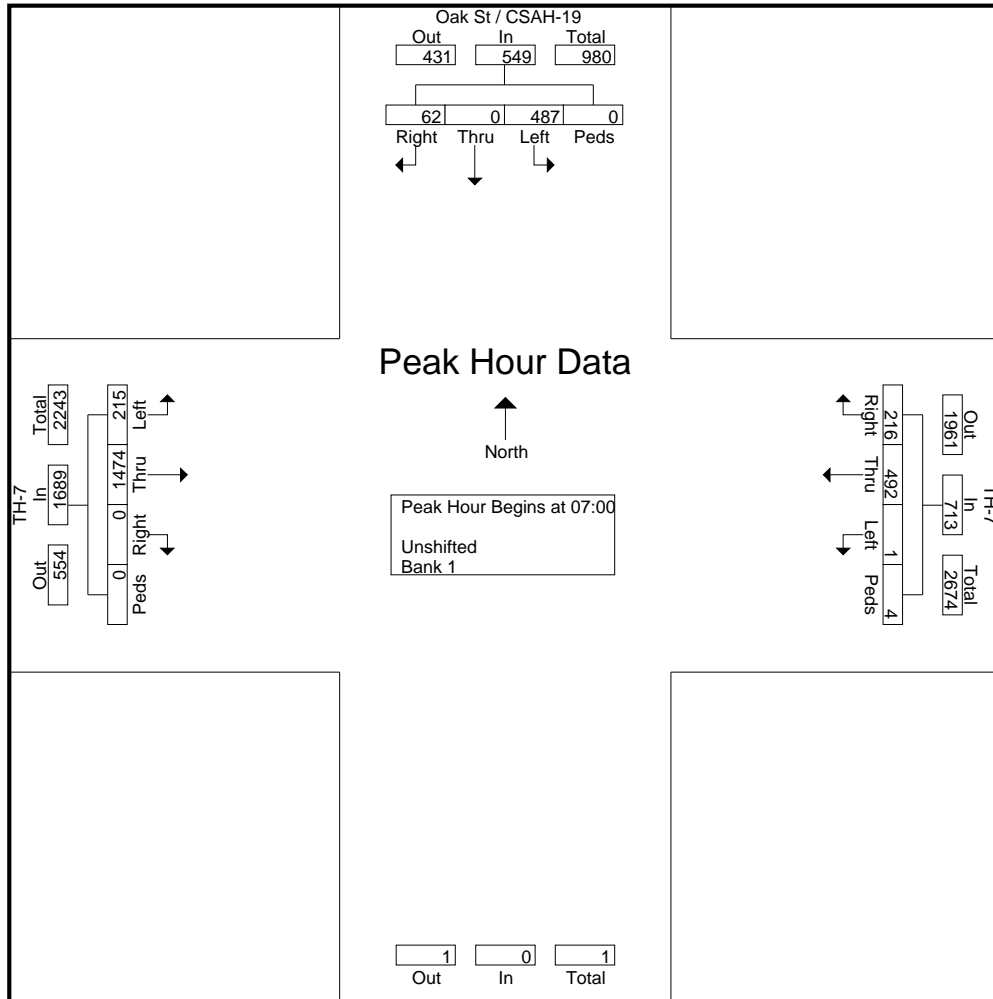 Oak St / CSAH-19
Out In Total
431 549 980
62 0 487 0
Right Thru Left Peds
Peak Hour Data
North
Peak Hour Begins at 07:00
Unshifted
Bank 1
TH-7
Out In Total
554 1689 2243
Left Thru Right Peds
215 1474 0 0
TH-7
Out In Total
1961 713 2674
Right Thru Left Peds
216 492 1 4
1 0 1
Out In Total